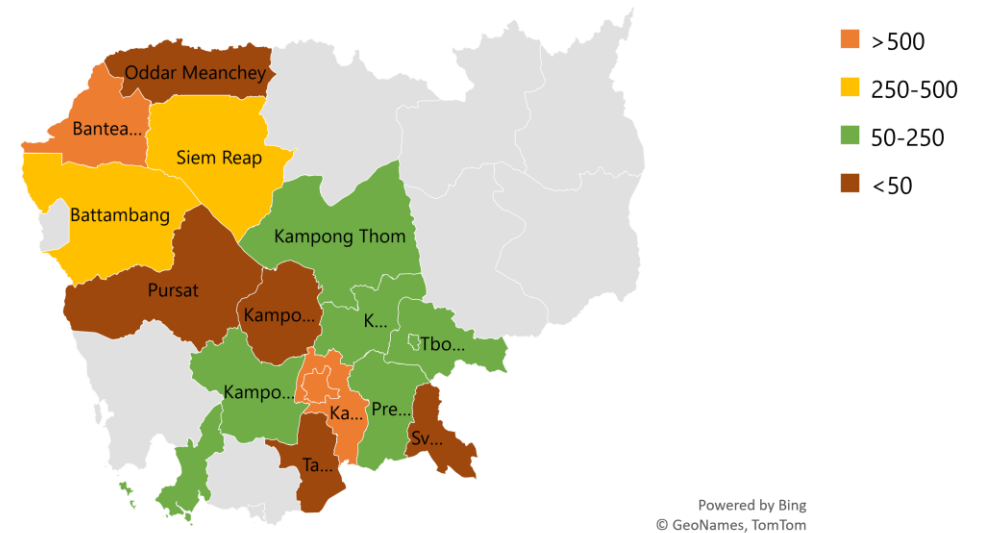 >500
250-500
50-250
<50
Oddar Meanchey
Bantea...
Siem Reap
Battambang
Kampong Thom
Pursat
Kampo...
K...
Tbo...
Kampo...
Ka...
Pre...
Sv...
Ta...
Powered by Bing
© GeoNames, TomTom